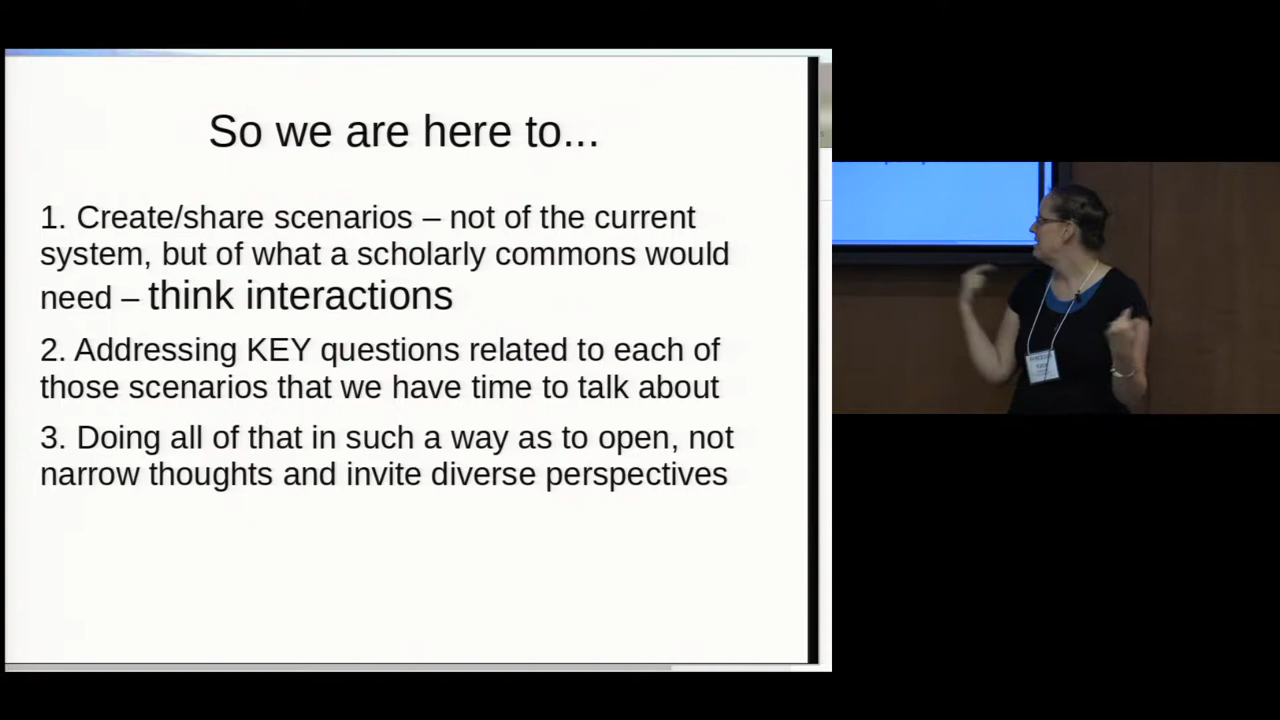 So we are here to...
1. Create/share scenarios – not of the current
system, but of what a scholarly commons would
need – think interactions
2. Addressing KEY questions related to each of
those scenarios that we have time to talk about
3. Doing all of that in such a way as to open, not
narrow thoughts and invite diverse perspectives